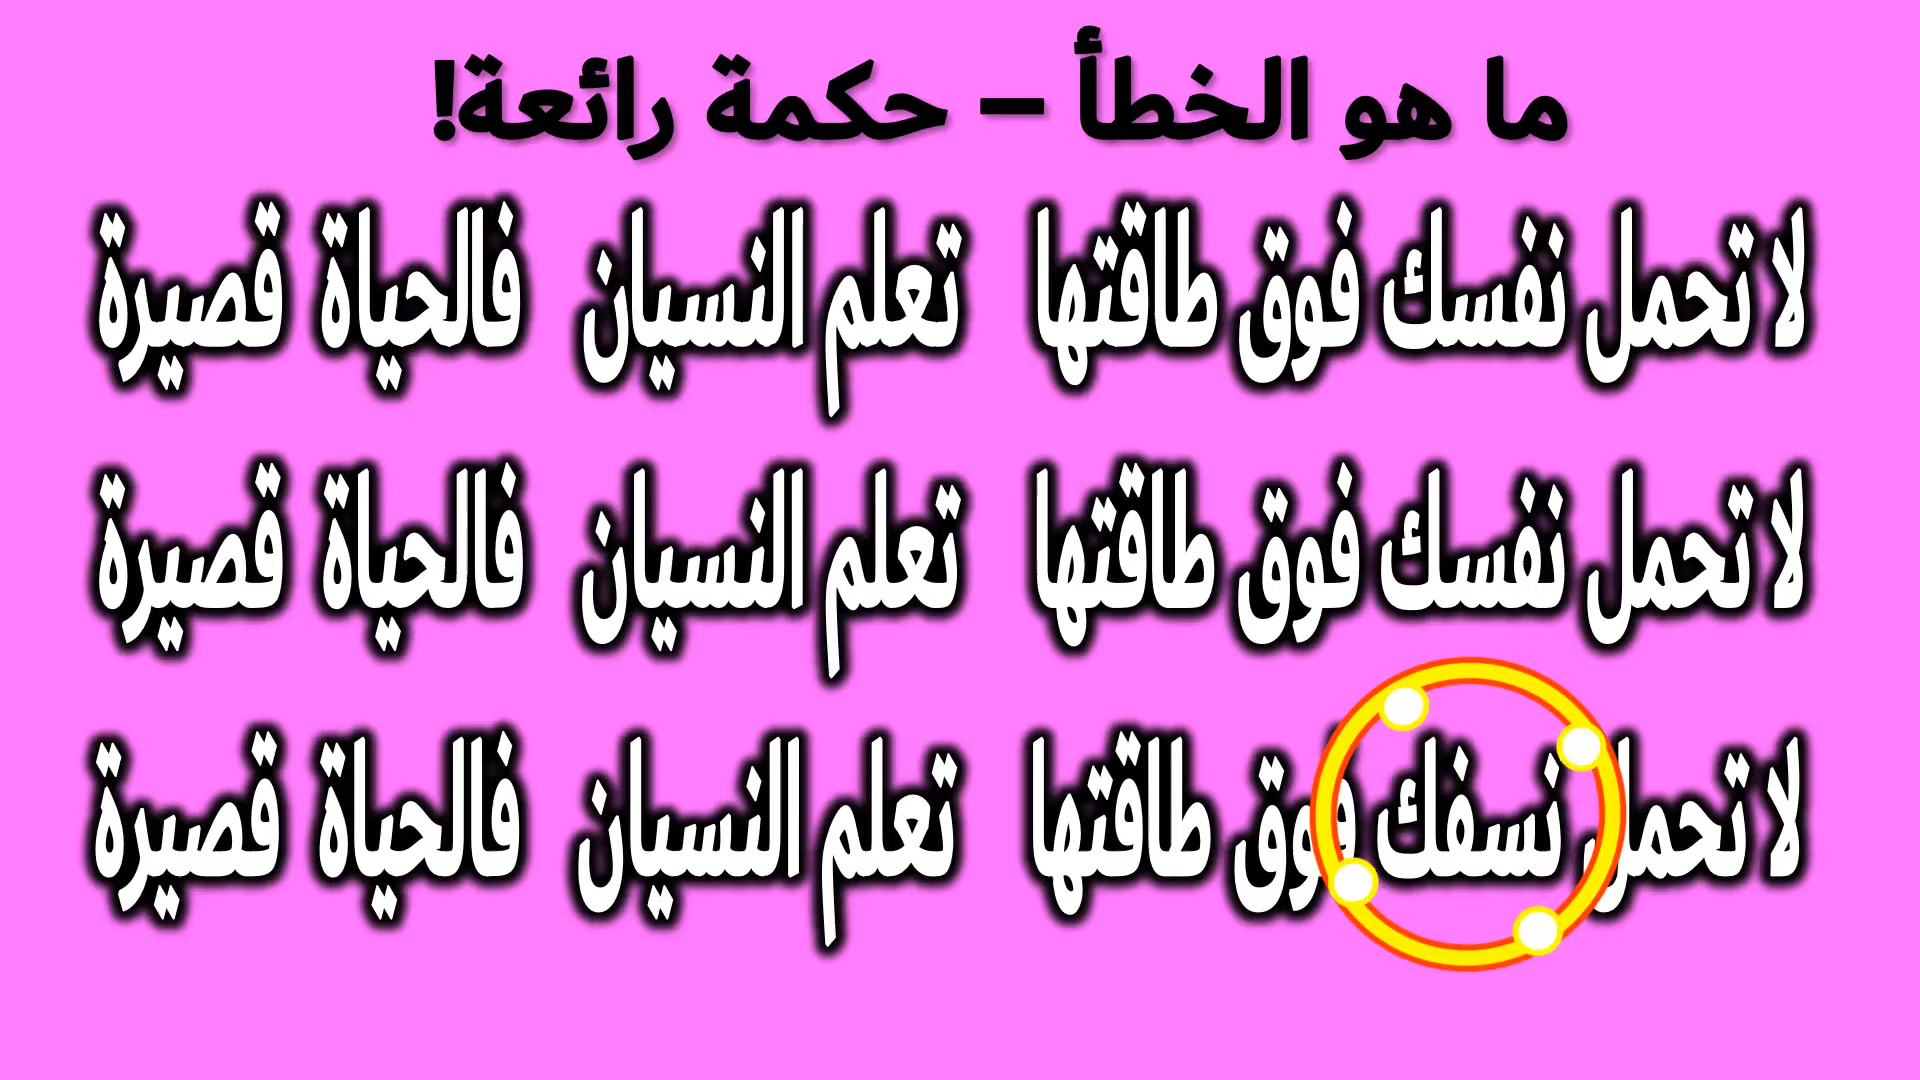 ما هو الخطأ – حكمة رائعة!
لا تحمل نفسك فوق طاقتها تعلم النسيان فالحياة قصيرة
لا تحمل نفسك فوق طاقتها تعلم النسيان فالحياة قصيرة
لا تحمل نسفك فوق طاقتها تعلم النسيان فالحياة قصيرة